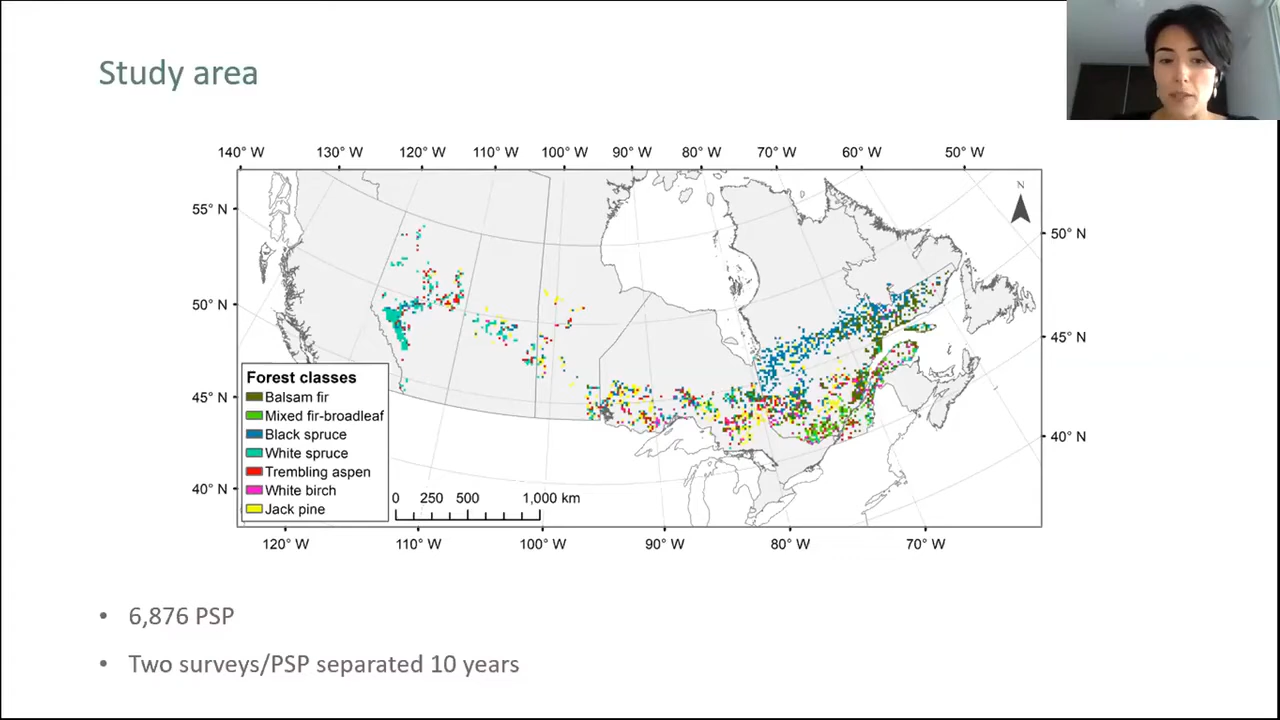 Study area
140° W 130° W 120° W 110° W 100° W 90° W 80° W 70° W 60° W 50° W
N
55° N
50° N
50° N
45° N
45° N
40° N
40° N
Forest classes
Balsam fir
Mixed fir-broadleaf
Black spruce
White spruce
Trembling aspen
White birch
Jack pine
0 250 500 1,000 km
120° W 110° W 100° W 90° W 80° W 70° W
• 6,876 PSP
• Two surveys/PSP separated 10 years